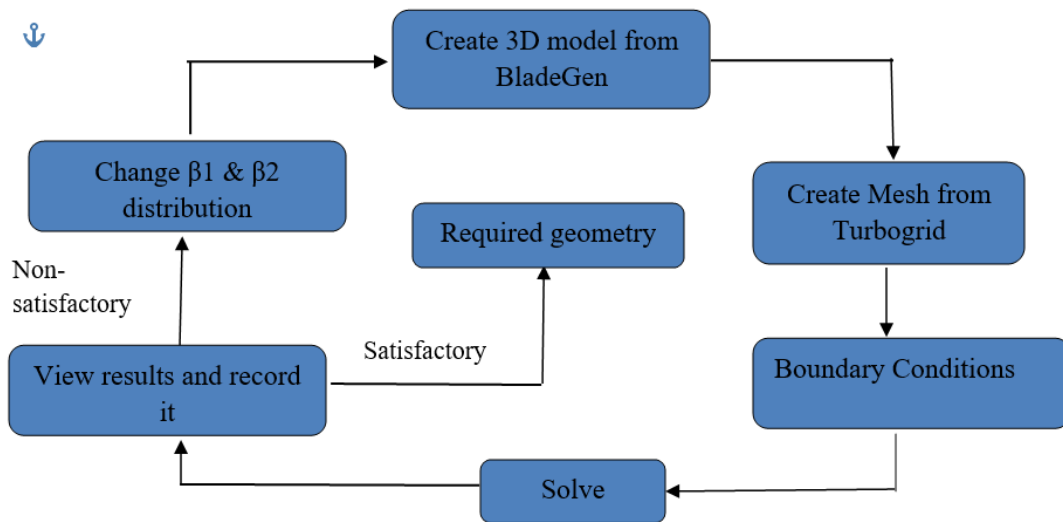 Create 3D model from
BladeGen
Change β1 & β2
distribution
Create Mesh from
Turbogrid
Required geometry
Non-
satisfactory
Satisfactory
View results and record
it
Boundary Conditions
Solve